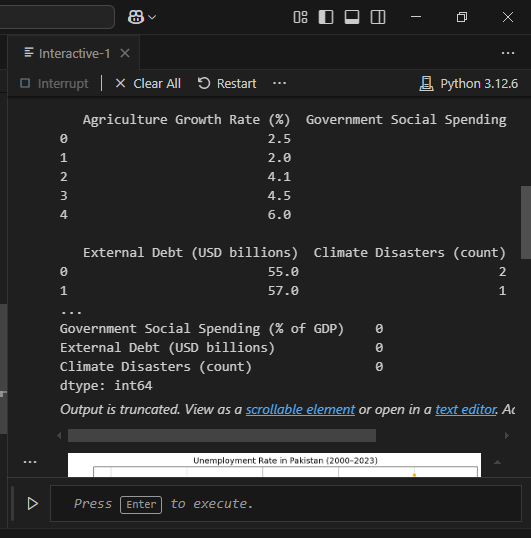 Interactive-1
Interrupt | Clear All Restart ... Python 3.12.6
Agriculture Growth Rate (%) Government Social Spending
0 2.5
1 2.0
2 4.1
3 4.5
4 6.0
External Debt (USD billions) Climate Disasters (count)
0 55.0 2
1 57.0 1
...
Government Social Spending (% of GDP) 0
External Debt (USD billions) 0
Climate Disasters (count) 0
dtype: int64
Output is truncated. View as a scrollable element or open in a text editor. Ac
Unemployment Rate in Pakistan (2000-2023)
Press Enter to execute.